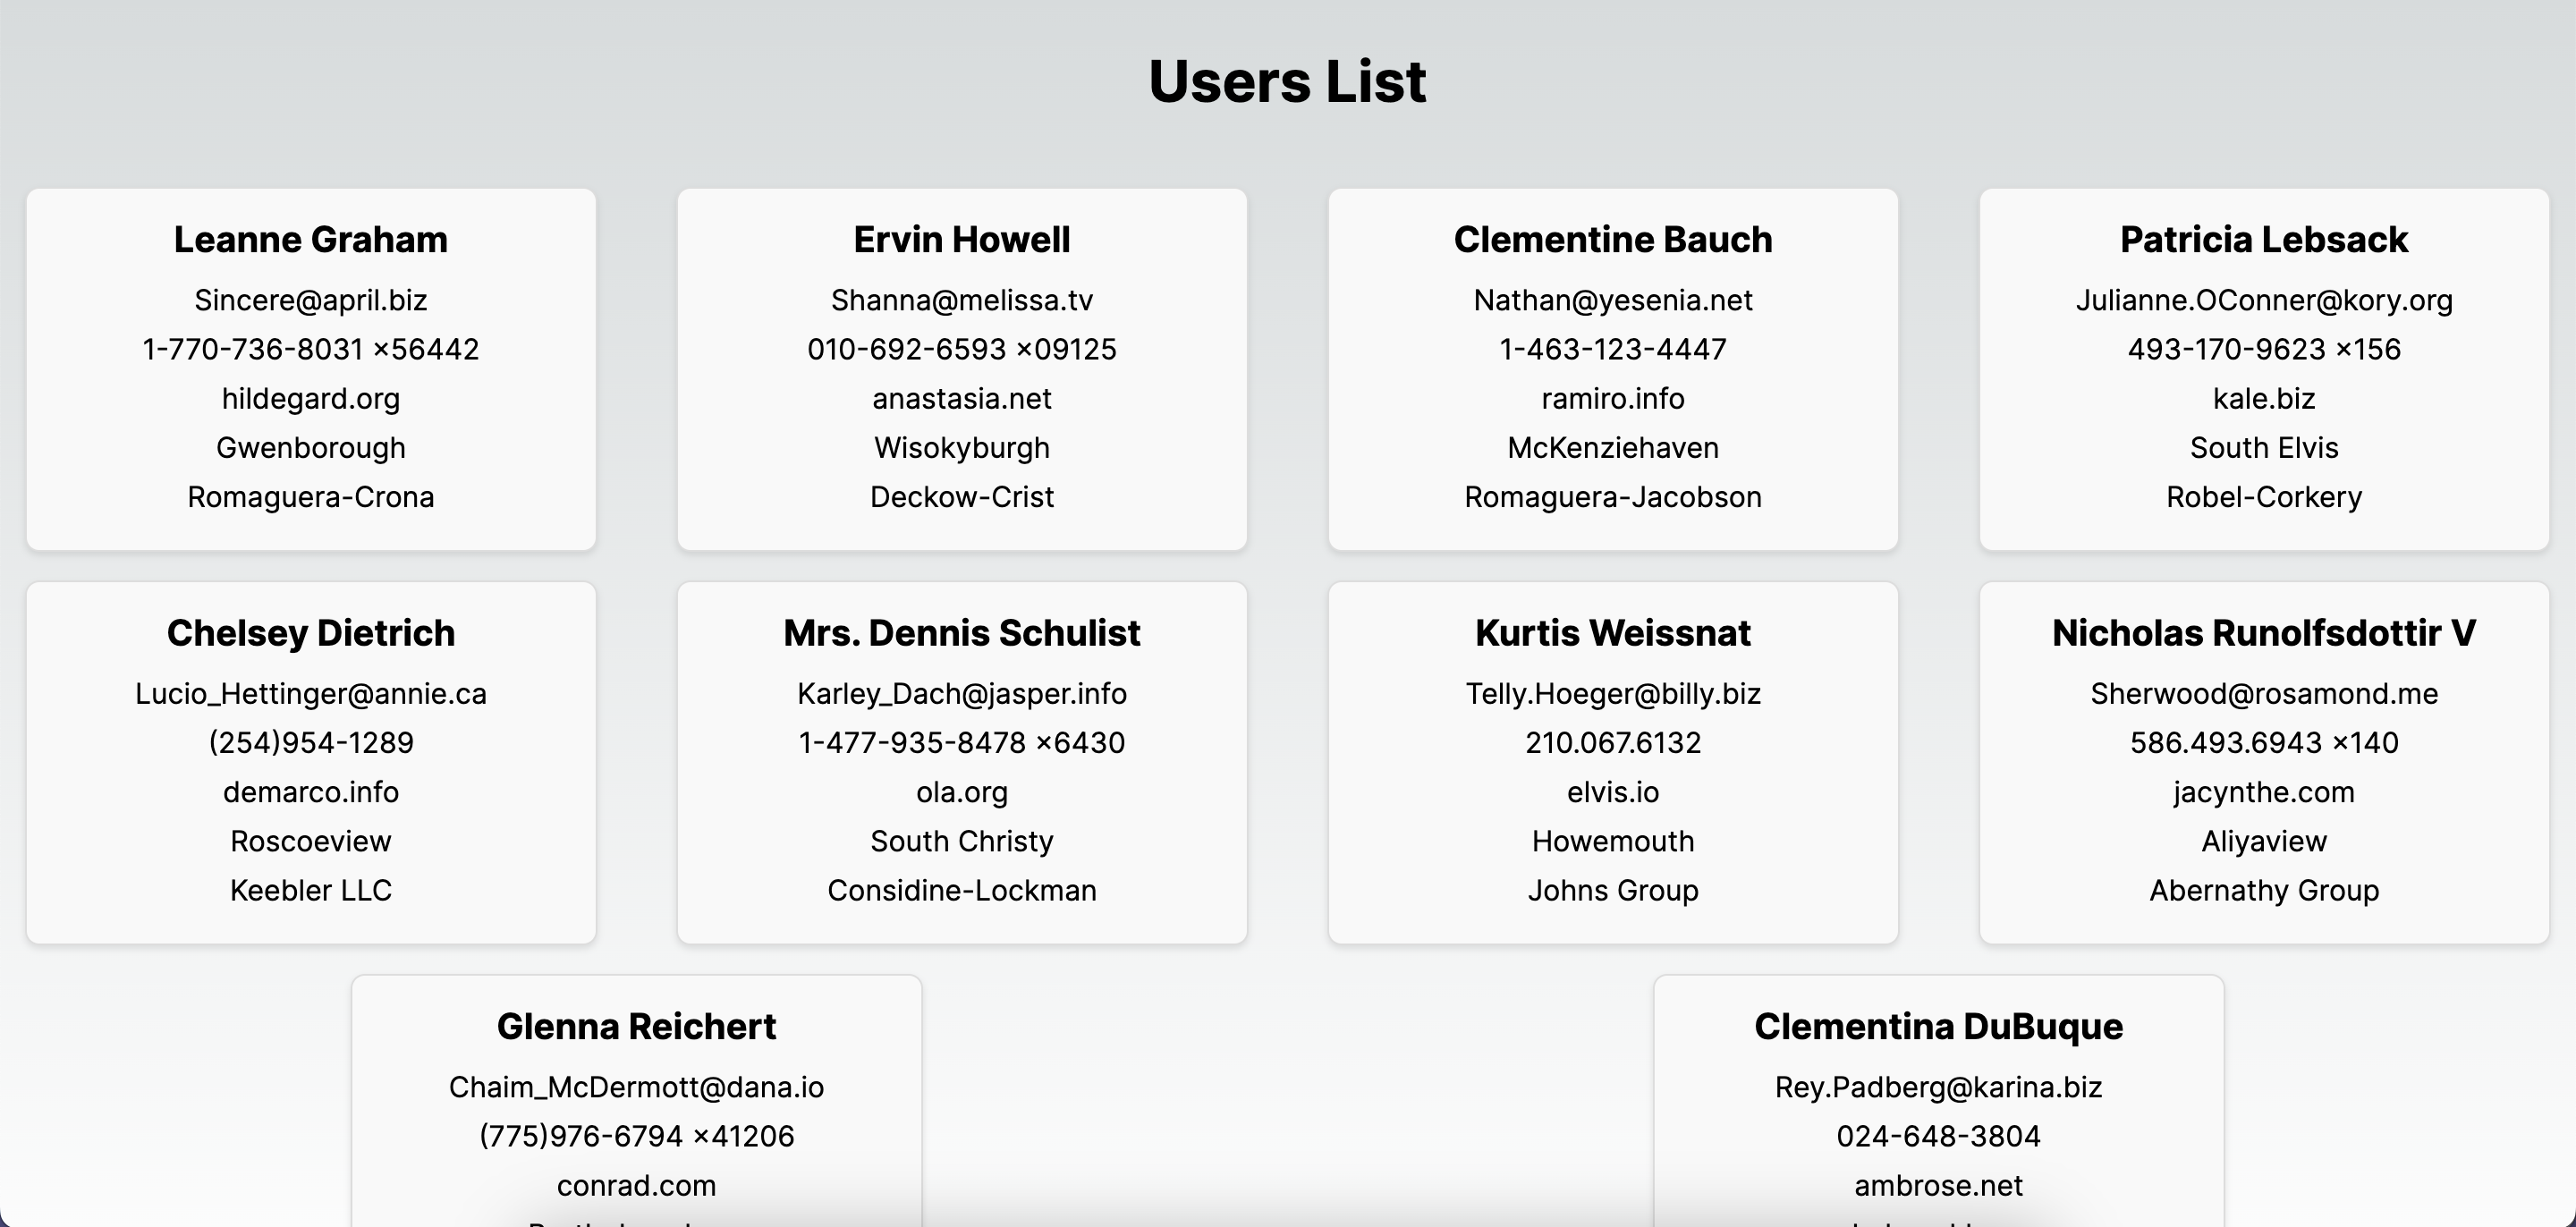 Users List
Leanne Graham
Sincere@april.biz
1-770-736-8031 x56442
hildegard.org
Gwenborough
Romaguera-Crona
Ervin Howell
Shanna@melissa.tv
010-692-6593 x09125
anastasia.net
Wisokyburgh
Deckow-Crist
Clementine Bauch
Nathan@yesenia.net
1-463-123-4447
ramiro.info
McKenziehaven
Romaguera-Jacobson
Patricia Lebsack
Julianne.OConner@kory.org
493-170-9623 x156
kale.biz
South Elvis
Robel-Corkery
Chelsey Dietrich
Lucio_Hettinger@annie.ca
(254)954-1289
demarco.info
Roscoeview
Keebler LLC
Mrs. Dennis Schulist
Karley_Dach@jasper.info
1-477-935-8478 x6430
ola.org
South Christy
Considine-Lockman
Kurtis Weissnat
Telly.Hoeger@billy.biz
210.067.6132
elvis.io
Howemouth
Johns Group
Nicholas Runolfsdottir V
Sherwood@rosamond.me
586.493.6943 x140
jacynthe.com
Aliyaview
Abernathy Group
Glenna Reichert
Chaim_McDermott@dana.io
(775)976-6794 x41206
conrad.com
Clementina DuBuque
Rey.Padberg@karina.biz
024-648-3804
ambrose.net